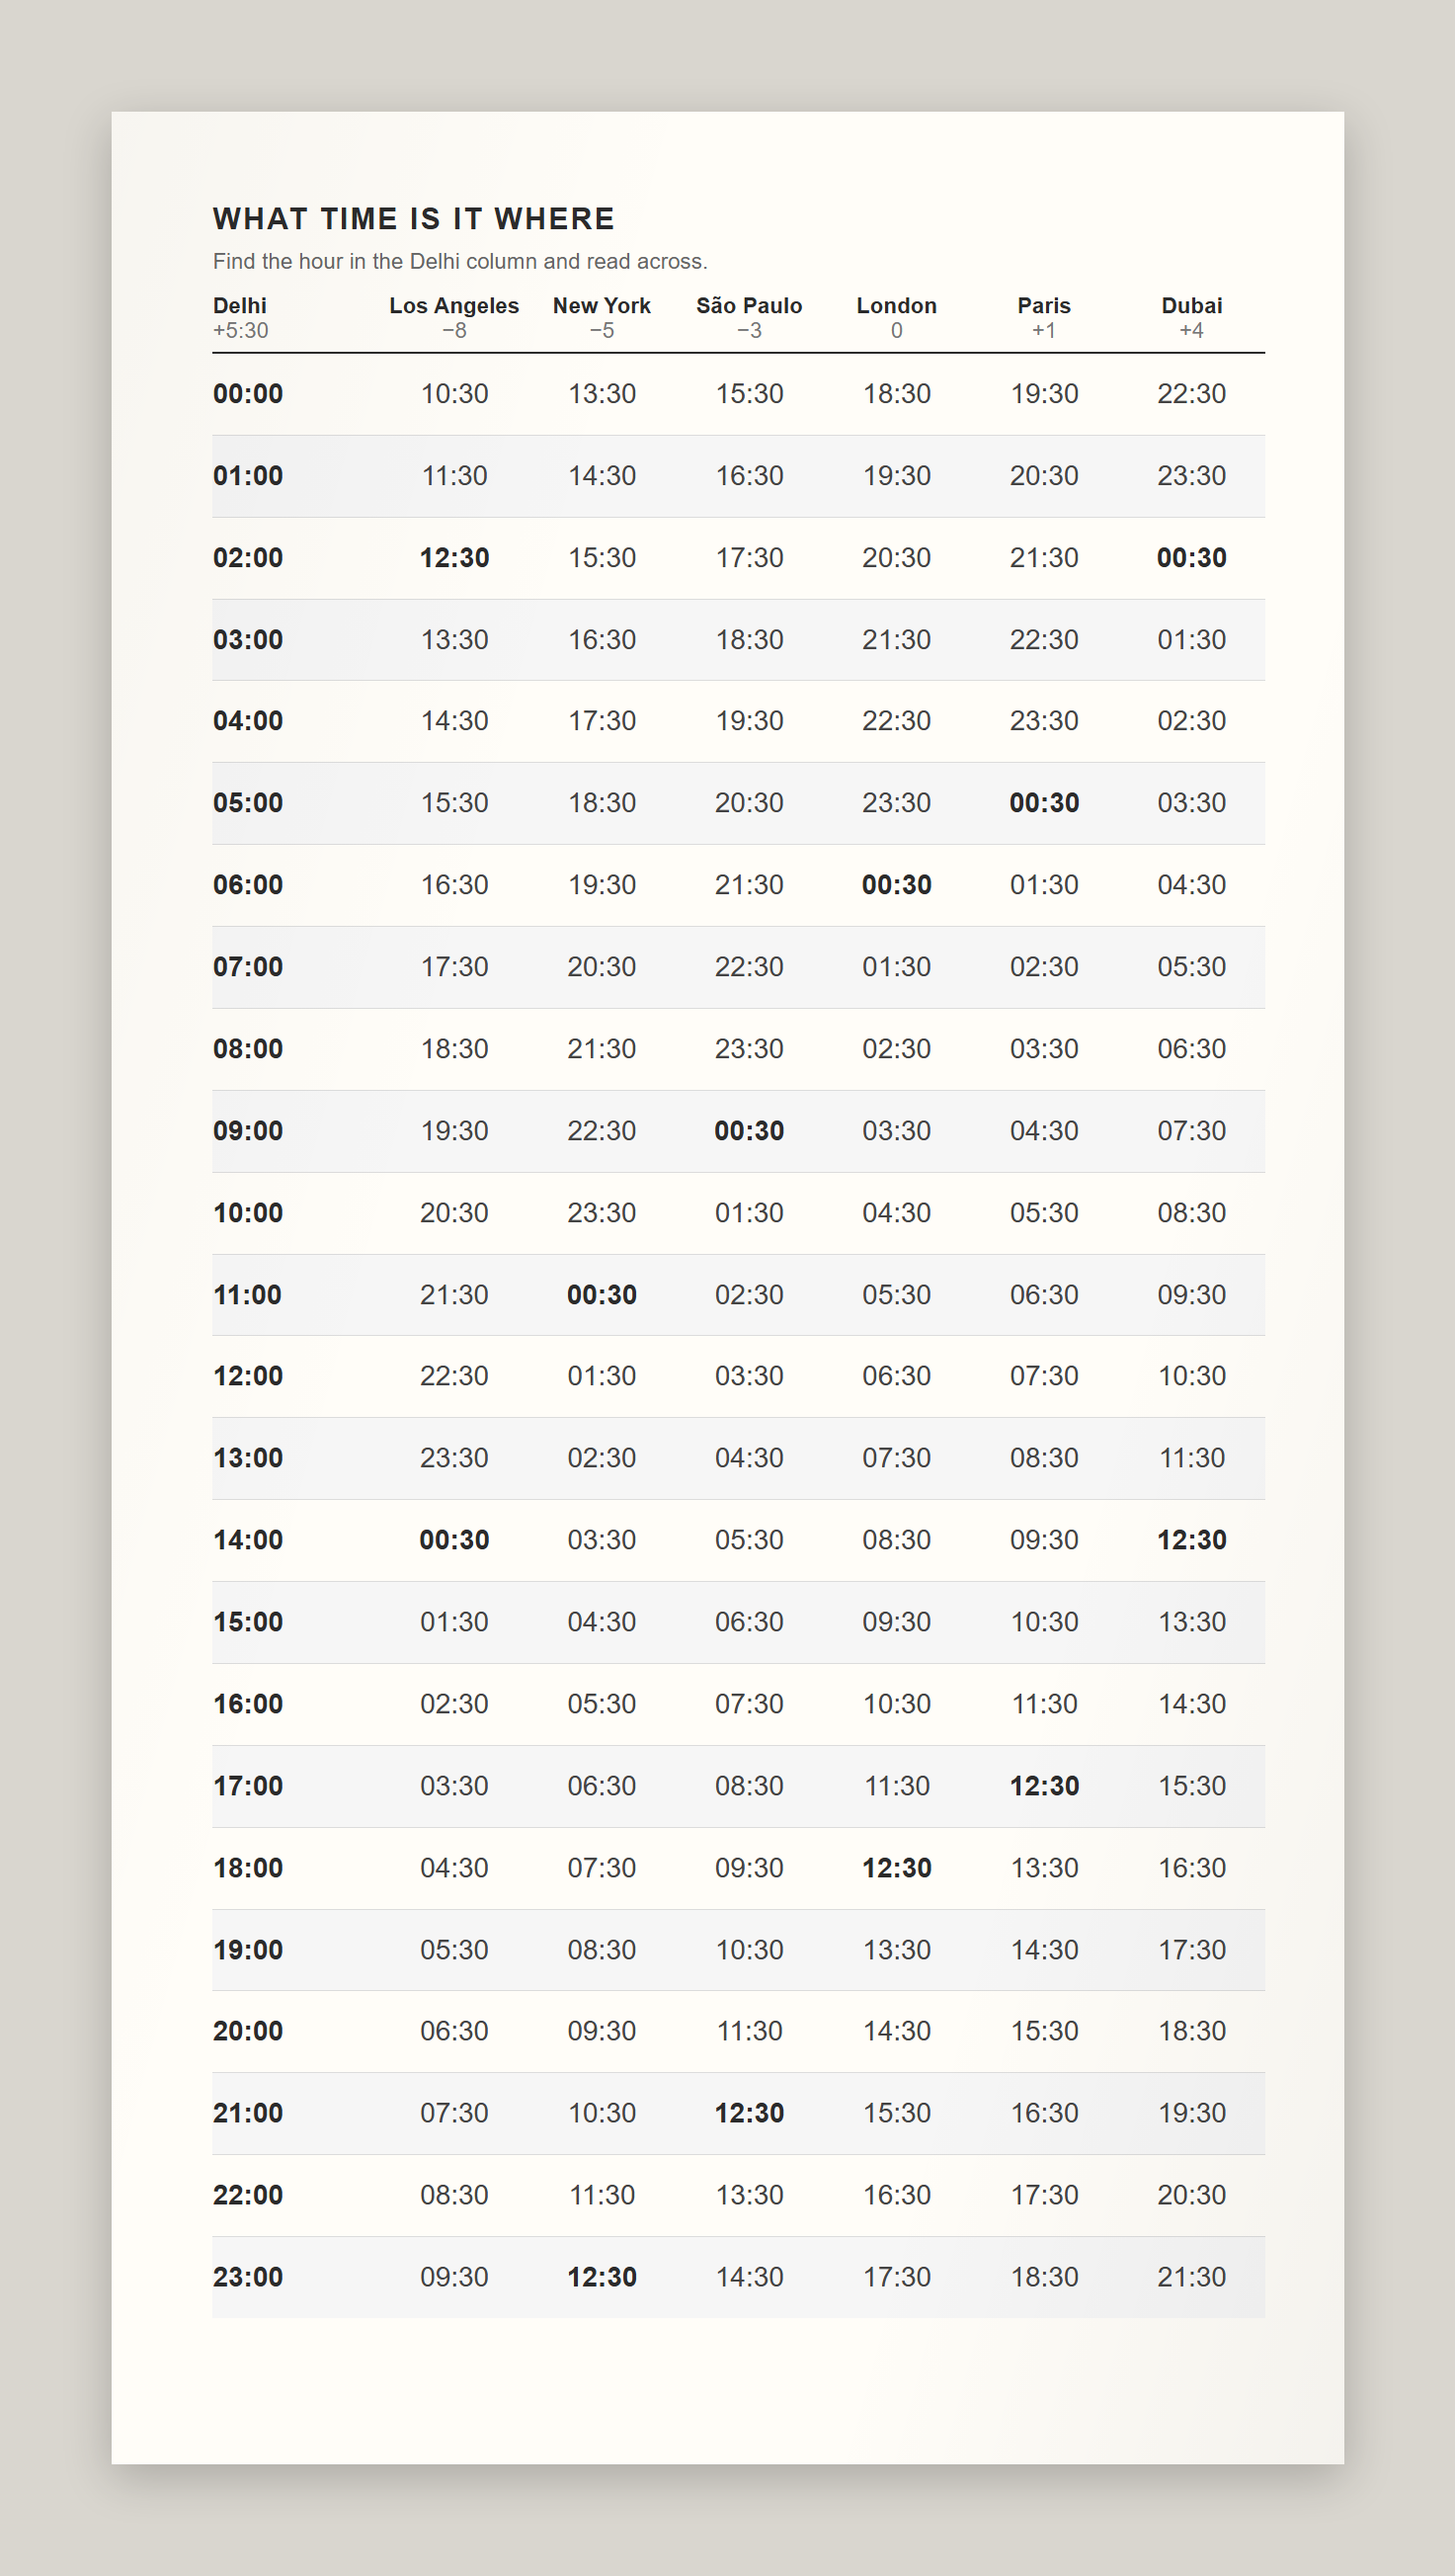 WHAT TIME IS IT WHERE
Find the hour in the Delhi column and read across.
Delhi Los Angeles New York São Paulo London Paris Dubai
+5:30 −8 −5 −3 0 +1 +4
00:00 10:30 13:30 15:30 18:30 19:30 22:30
01:00 11:30 14:30 16:30 19:30 20:30 23:30
02:00 12:30 15:30 17:30 20:30 21:30 00:30
03:00 13:30 16:30 18:30 21:30 22:30 01:30
04:00 14:30 17:30 19:30 22:30 23:30 02:30
05:00 15:30 18:30 20:30 23:30 00:30 03:30
06:00 16:30 19:30 21:30 00:30 01:30 04:30
07:00 17:30 20:30 22:30 01:30 02:30 05:30
08:00 18:30 21:30 23:30 02:30 03:30 06:30
09:00 19:30 22:30 00:30 03:30 04:30 07:30
10:00 20:30 23:30 01:30 04:30 05:30 08:30
11:00 21:30 00:30 02:30 05:30 06:30 09:30
12:00 22:30 01:30 03:30 06:30 07:30 10:30
13:00 23:30 02:30 04:30 07:30 08:30 11:30
14:00 00:30 03:30 05:30 08:30 09:30 12:30
15:00 01:30 04:30 06:30 09:30 10:30 13:30
16:00 02:30 05:30 07:30 10:30 11:30 14:30
17:00 03:30 06:30 08:30 11:30 12:30 15:30
18:00 04:30 07:30 09:30 12:30 13:30 16:30
19:00 05:30 08:30 10:30 13:30 14:30 17:30
20:00 06:30 09:30 11:30 14:30 15:30 18:30
21:00 07:30 10:30 12:30 15:30 16:30 19:30
22:00 08:30 11:30 13:30 16:30 17:30 20:30
23:00 09:30 12:30 14:30 17:30 18:30 21:30